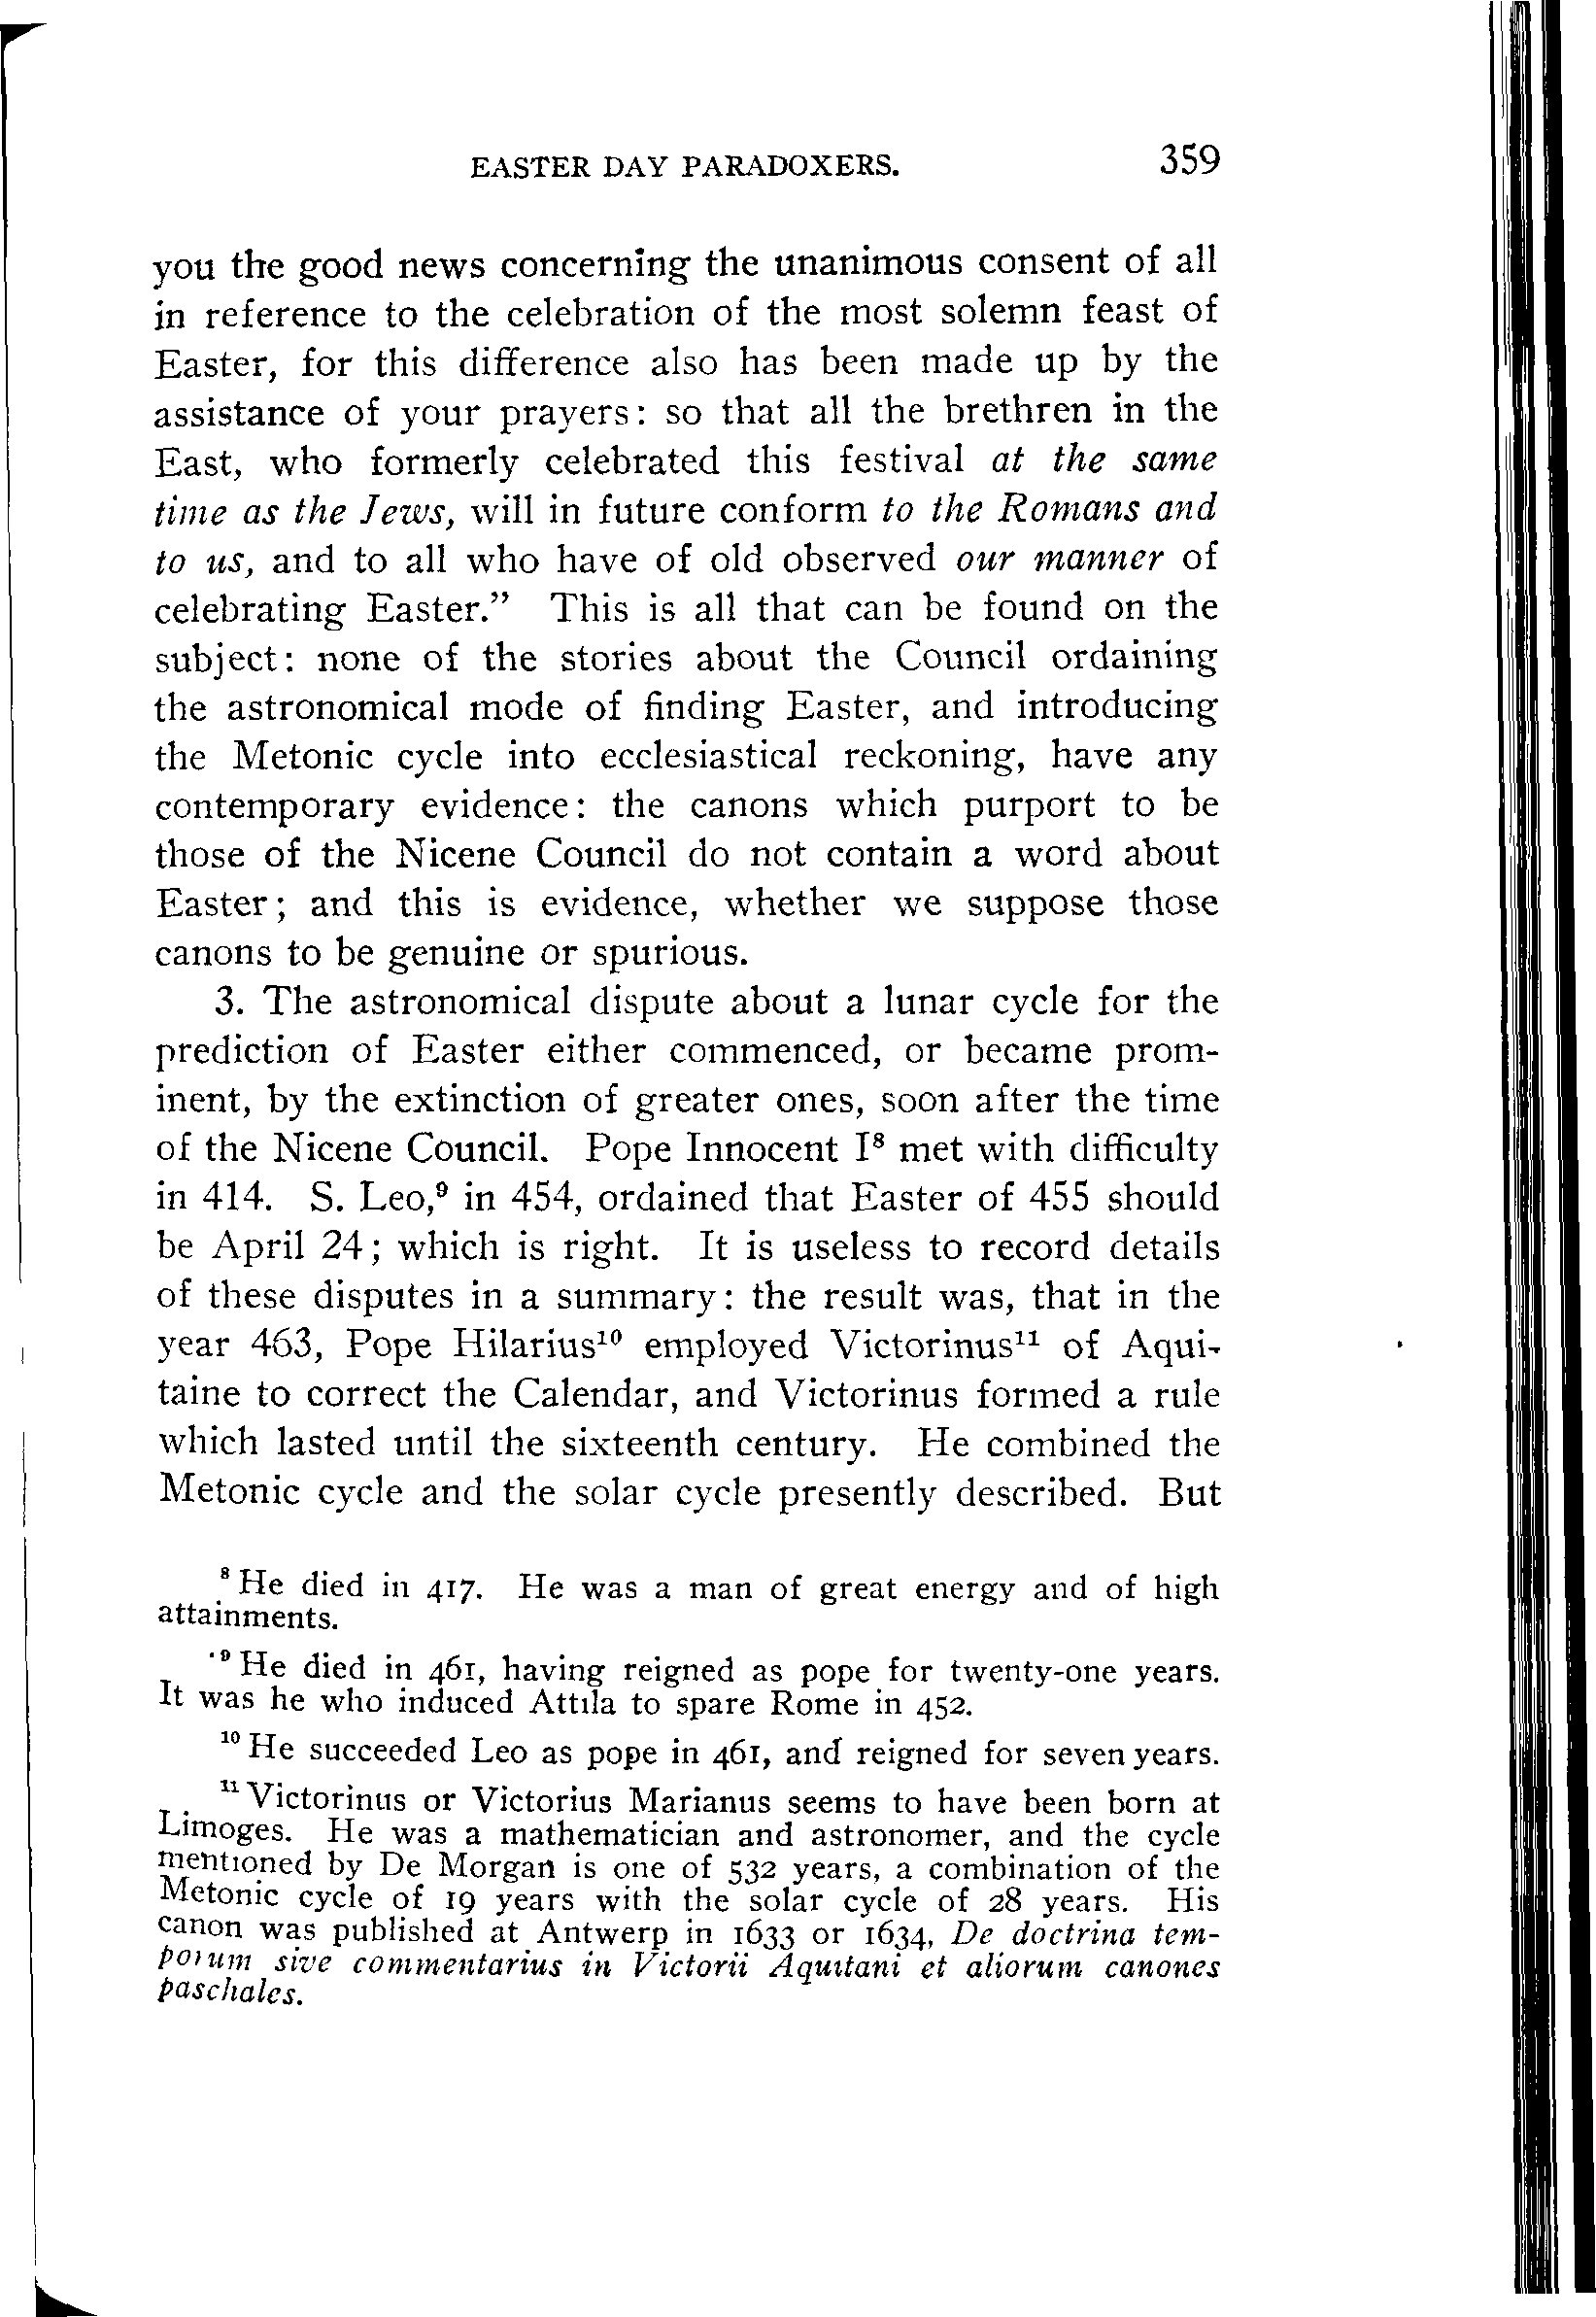 EASTER DAY PARADOXERS. 359
you the good news concerning the unanimous consent of all
in reference to the celebration of the most solemn feast of
Easter, for this difference also has been made up by the
assistance of your prayers: so that all the brethren in the
East, who formerly celebrated this festival at the same
time as the Jews, will in future conform to the Romans and
to us, and to all who have of old observed our manner of
celebrating Easter.” This is all that can be found on the
subject: none of the stories about the Council ordaining
the astronomical mode of finding Easter, and introducing
the Metonic cycle into ecclesiastical reckoning, have any
contemporary evidence: the canons which purport to be
those of the Nicene Council do not contain a word about
Easter; and this is evidence, whether we suppose those
canons to be genuine or spurious.
3. The astronomical dispute about a lunar cycle for the
prediction of Easter either commenced, or became prom-
inent, by the extinction of greater ones, soon after the time
of the Nicene Council. Pope Innocent I⁸ met with difficulty
in 414. S. Leo,⁹ in 454, ordained that Easter of 455 should
be April 24; which is right. It is useless to record details
of these disputes in a summary: the result was, that in the
year 463, Pope Hilarius¹⁰ employed Victorinus¹¹ of Aqui-
taine to correct the Calendar, and Victorinus formed a rule
which lasted until the sixteenth century. He combined the
Metonic cycle and the solar cycle presently described. But
⁸ He died in 417. He was a man of great energy and of high
attainments.
⁹ He died in 461, having reigned as pope for twenty-one years.
It was he who induced Attila to spare Rome in 452.
¹⁰ He succeeded Leo as pope in 461, and reigned for seven years.
¹¹ Victorinus or Victorius Marianus seems to have been born at
Limoges. He was a mathematician and astronomer, and the cycle
mentioned by De Morgan is one of 532 years, a combination of the
Metonic cycle of 19 years with the solar cycle of 28 years. His
canon was published at Antwerp in 1633 or 1634, De doctrina tem-
porum sive commentarius in Victorii Aquitani et aliorum canones
paschales.